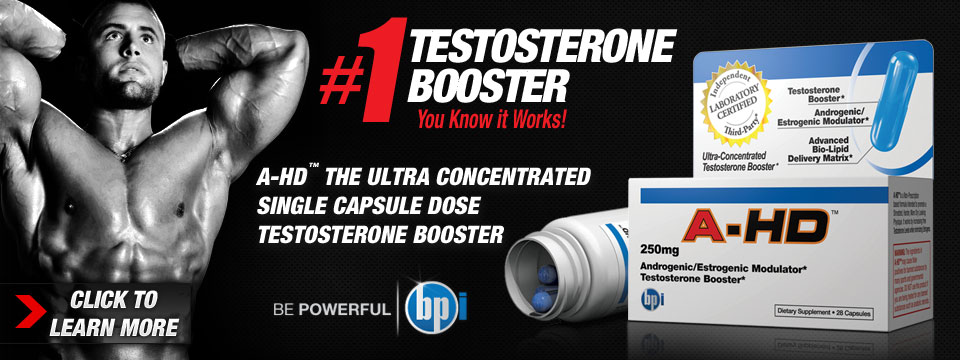 #1 TESTOSTERONE
BOOSTER
You Know it Works!
A-HD™ THE ULTRA CONCENTRATED
SINGLE CAPSULE DOSE
TESTOSTERONE BOOSTER
CLICK TO
LEARN MORE
BE POWERFUL
bpi
Independent
LABORATORY
CERTIFIED
Third-Party*
Ultra-Concentrated
Testosterone Booster*
Testosterone
Booster*
Androgenic/
Estrogenic Modulator*
Advanced
Bio-Lipid
Delivery Matrix*
A-HD™
250mg
Androgenic/Estrogenic Modulator*
Testosterone Booster*
bpi
Dietary Supplement • 28 Capsules